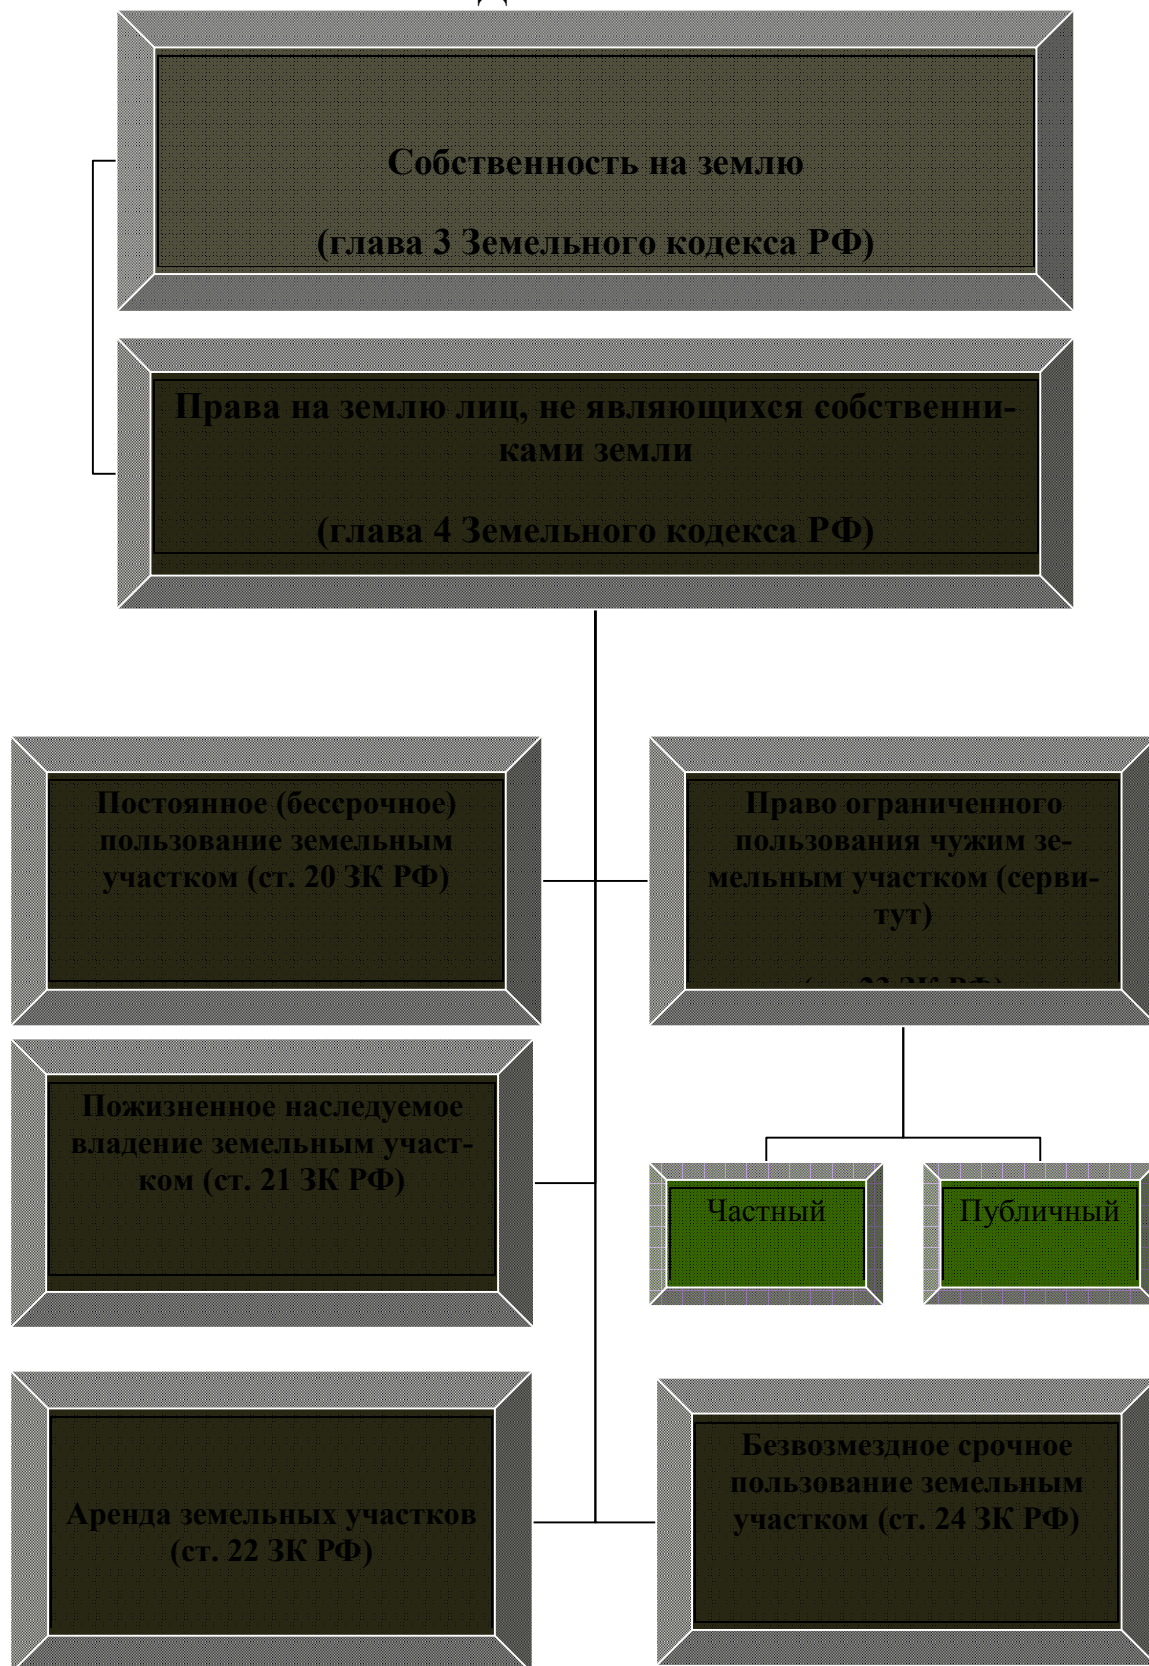 Собственность на землю
(глава 3 Земельного кодекса РФ)
Права на землю лиц, не являющихся собственни-
ками земли
(глава 4 Земельного кодекса РФ)
Постоянное (бессрочное)
пользование земельным
участком (ст. 20 ЗК РФ)
Право ограниченного
пользования чужим зе-
мельным участком (серви-
тут)
23 ЗК РФ)
Пожизненное наследуемое
владение земельным участ-
ком (ст. 21 ЗК РФ)
Частный
Публичный
Аренда земельных участков
(ст. 22 ЗК РФ)
Безвозмездное срочное
пользование земельным
участком (ст. 24 ЗК РФ)